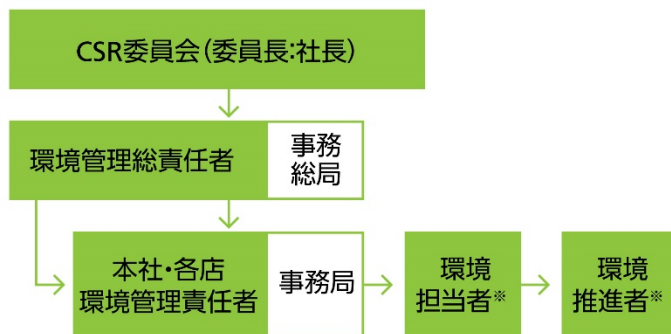 CSR委員会（委員長：社長）
環境管理総責任者
事務
総局
本社・各店
環境管理責任者
事務局
環境
担当者※
環境
推進者※